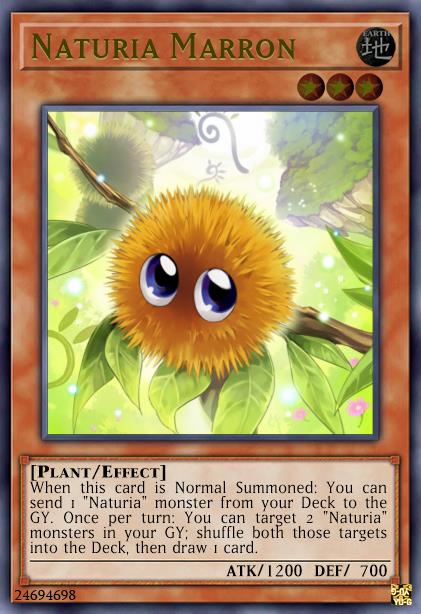 Naturia Marron
EARTH
地
[Plant/Effect]
When this card is Normal Summoned: You can
send 1 "Naturia" monster from your Deck to the
GY. Once per turn: You can target 2 "Naturia"
monsters in your GY; shuffle both those targets
into the Deck, then draw 1 card.
ATK/1200 DEF/ 700
24694698